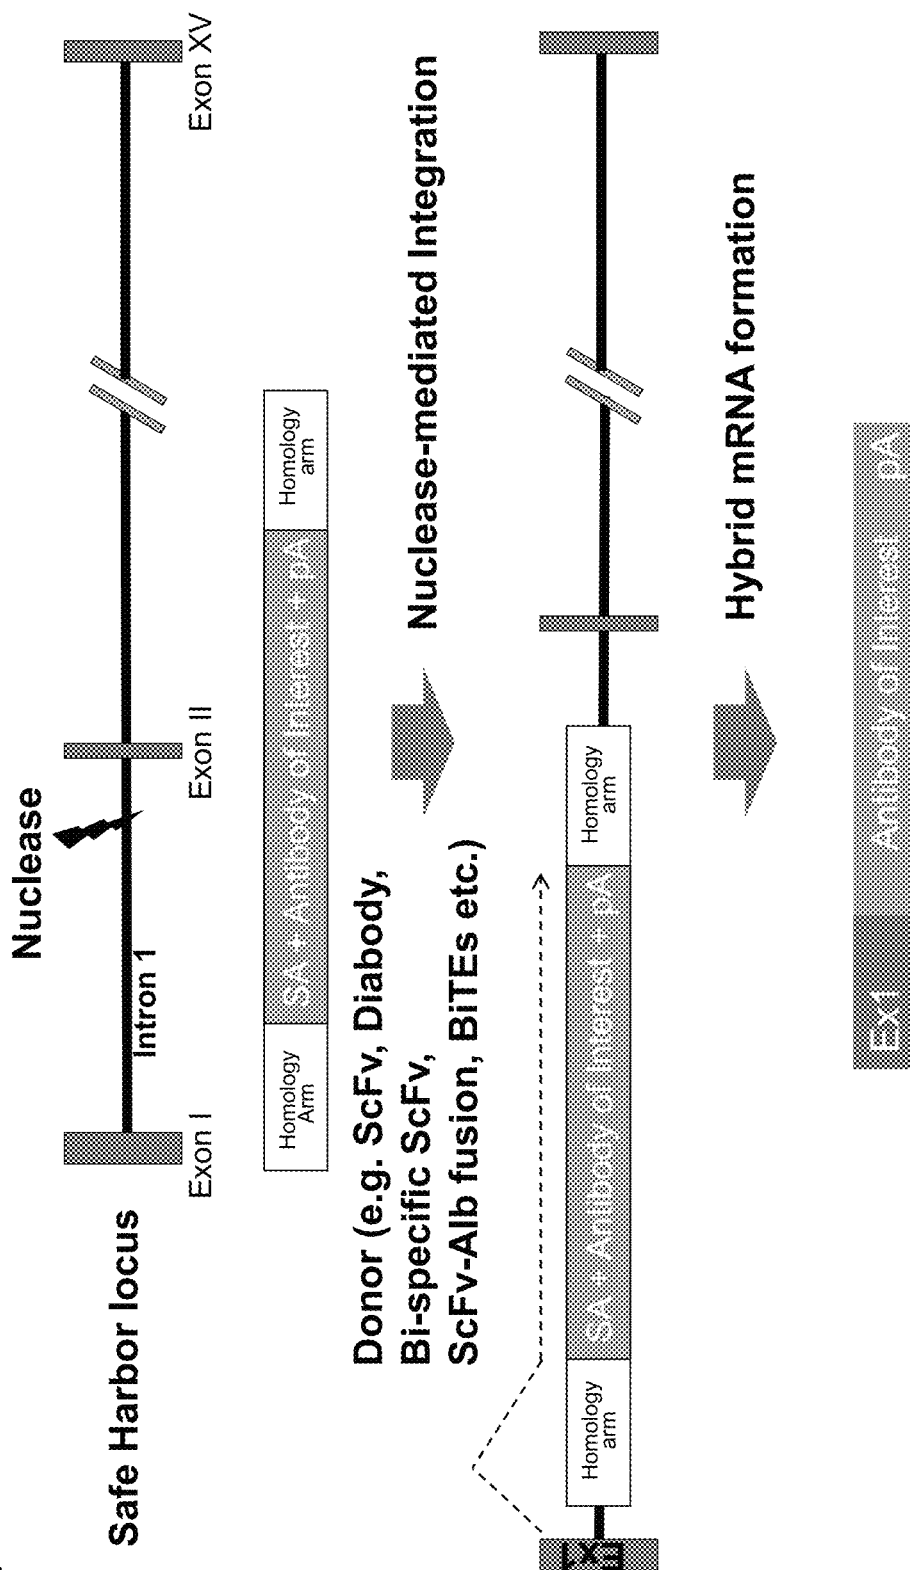 Nuclease
Safe Harbor locus
Intron 1
Exon I
Exon II
Exon XV
Homology
Arm
SA + Antibody of Interest + pA
Homology
arm
Donor (e.g. ScFv, Diabody,
Bi-specific ScFv,
ScFv-Alb fusion, BiTEs etc.)
Nuclease-mediated Integration
Ex1
Homology
arm
SA + Antibody of Interest + pA
Homology
arm
Hybrid mRNA formation
Ex1
Antibody of Interest
pA